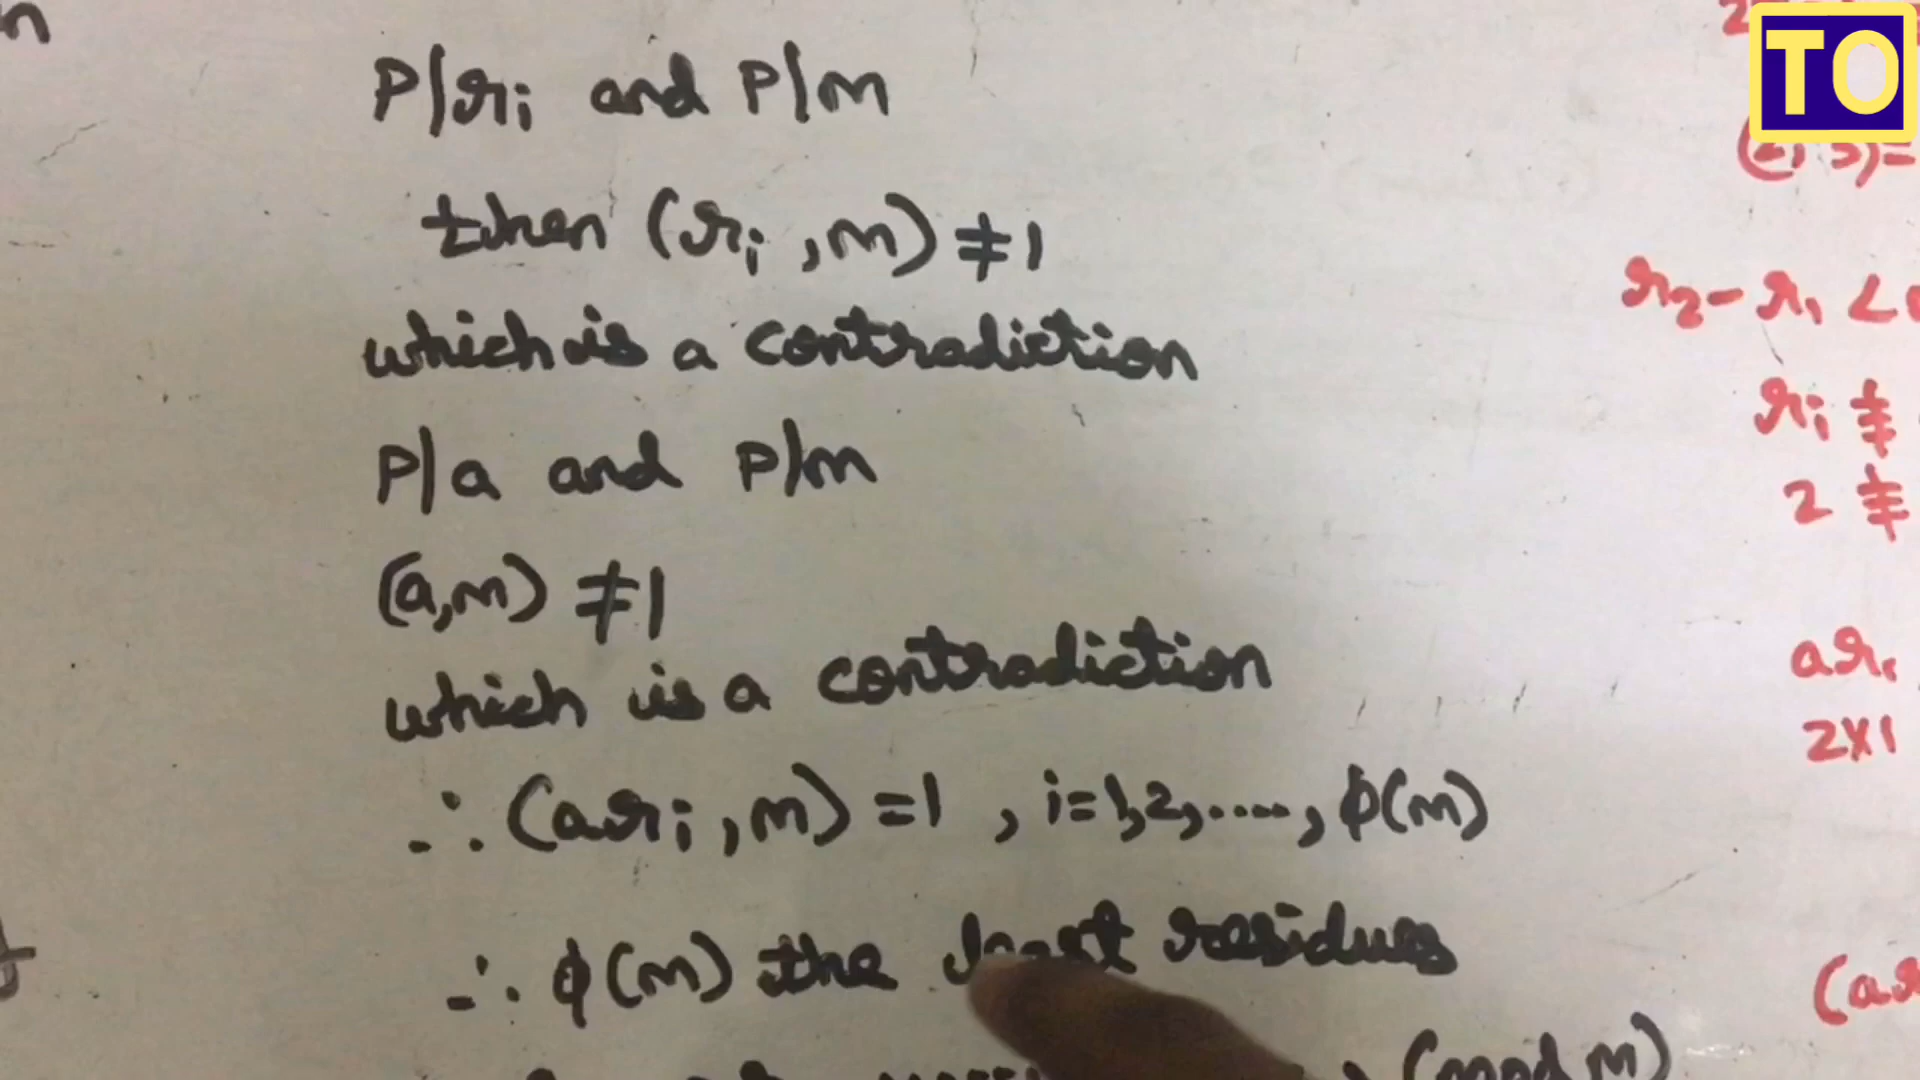 TO
P|ri and P|m
then (ri, m) ≠ 1
which is a contradiction
P|a and P|m
(a,m) ≠ 1
which is a contradiction
∴ (ari, m) = 1, i=1,2,....., ϕ(m)
∴ ϕ(m) the least residues
(mod m)
r2 - r1 <
ri ≢
2 ≢
ar1
2x1